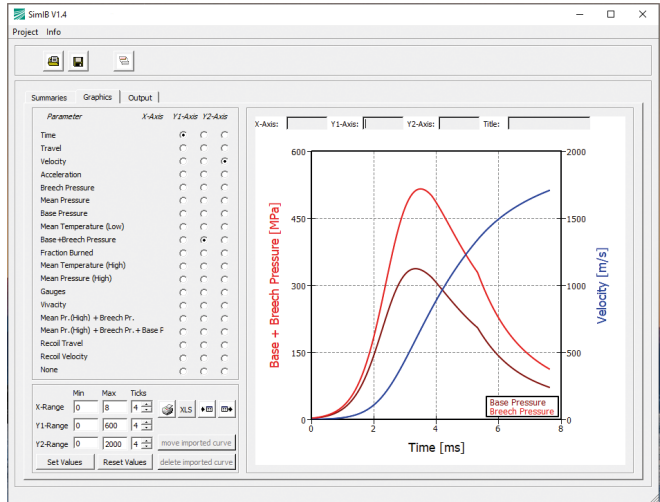 SimIB V1.4
Project Info
Summaries Graphics Output
Parameter X-Axis Y1-Axis Y2-Axis
Time
Travel
Velocity
Acceleration
Breech Pressure
Mean Pressure
Base Pressure
Mean Temperature (Low)
Base+Breech Pressure
Fraction Burned
Mean Temperature (High)
Mean Pressure (High)
Gauges
Vivacity
Mean Pr.(High) + Breech Pr.
Mean Pr.(High) + Breech Pr. + Base F
Recoil Travel
Recoil Velocity
None
Min Max Ticks
X-Range 0 8 4 XLS
Y1-Range 0 600 4
Y2-Range 0 2000 4 move imported curve
Set Values Reset Values delete imported curve
X-Axis: Y1-Axis: Y2-Axis: Title:
Base + Breech Pressure [MPa]
600
450
300
150
0
2000
1500
1000
500
0
Velocity [m/s]
Base Pressure
Breech Pressure
0 2 4 6 8
Time [ms]